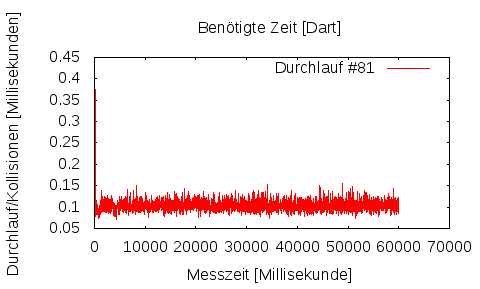 Benötigte Zeit [Dart]
Durchlauf/Kollisionen [Millisekunden]
Durchlauf #81
0.45
0.4
0.35
0.3
0.25
0.2
0.15
0.1
0.05
0 10000 20000 30000 40000 50000 60000 70000
Messzeit [Millisekunde]